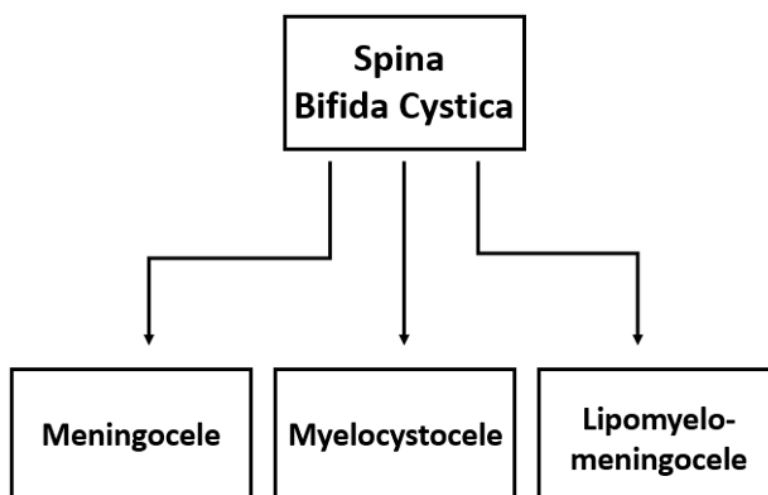 Spina
Bifida Cystica
Meningocele
Myelocystocele
Lipomyelo-
meningocele